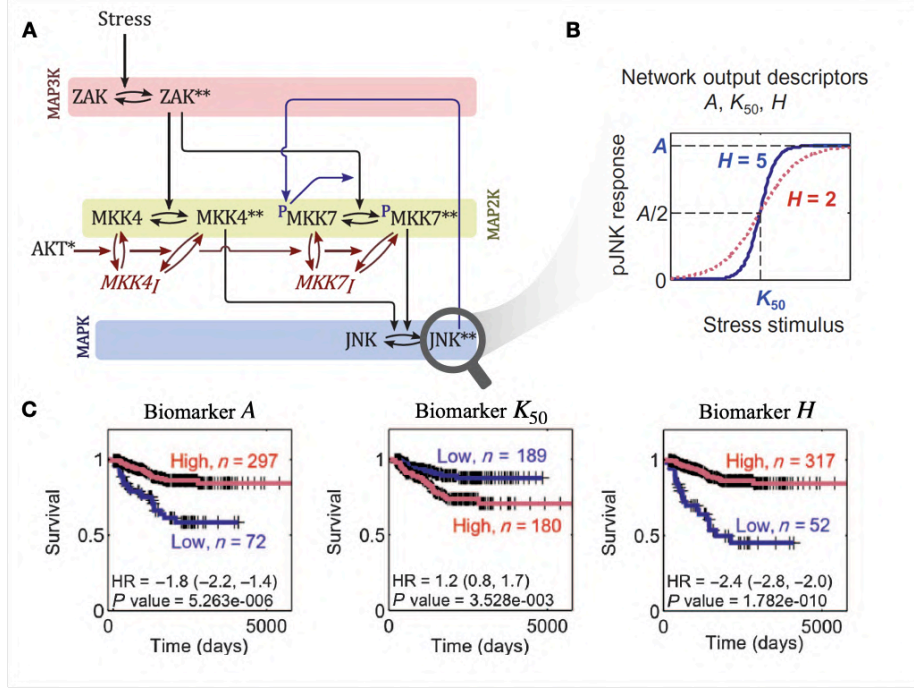 A
Stress
MAP3K
ZAK ZAK**
MKK4 MKK4** PMKK7 PMKK7**
MAP2K
AKT*
MKK4I MKK7I
MAPK
JNK JNK**
B
Network output descriptors
A, K50, H
pJNK response
A
A/2
0
H = 5
H = 2
K50
Stress stimulus
C
Biomarker A
Survival
1
0.5
0
High, n = 297
Low, n = 72
HR = −1.8 (−2.2, −1.4)
P value = 5.263e-006
0 5000
Time (days)
Biomarker K50
Survival
1
0.5
0
Low, n = 189
High, n = 180
HR = 1.2 (0.8, 1.7)
P value = 3.528e-003
0 5000
Time (days)
Biomarker H
Survival
1
0.5
0
High, n = 317
Low, n = 52
HR = −2.4 (−2.8, −2.0)
P value = 1.782e-010
0 5000
Time (days)